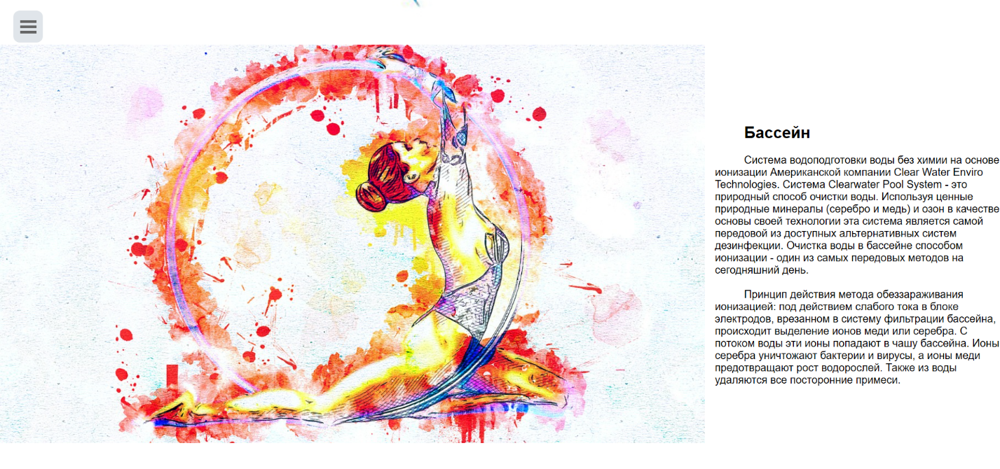 Бассейн
Система водоподготовки воды без химии на основе
ионизации Американской компании Clear Water Enviro
Technologies. Система Clearwater Pool System - это
природный способ очистки воды. Используя ценные
природные минералы (серебро и медь) и озон в качестве
основы своей технологии эта система является самой
передовой из доступных альтернативных систем
дезинфекции. Очистка воды в бассейне способом
ионизации - один из самых передовых методов на
сегодняшний день.
Принцип действия метода обеззараживания
ионизацией: под действием слабого тока в блоке
электродов, врезанном в систему фильтрации бассейна,
происходит выделение ионов меди или серебра. С
потоком воды эти ионы попадают в чашу бассейна. Ионы
серебра уничтожают бактерии и вирусы, а ионы меди
предотвращают рост водорослей. Также из воды
удаляются все посторонние примеси.